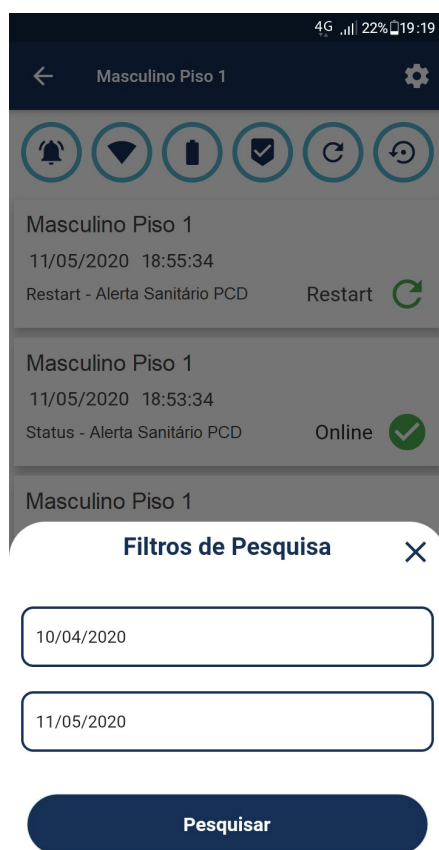 4G 22% 19:19
Masculino Piso 1
Masculino Piso 1
11/05/2020 18:55:34
Restart - Alerta Sanitário PCD Restart
Masculino Piso 1
11/05/2020 18:53:34
Status - Alerta Sanitário PCD Online
Masculino Piso 1
Filtros de Pesquisa
10/04/2020
11/05/2020
Pesquisar